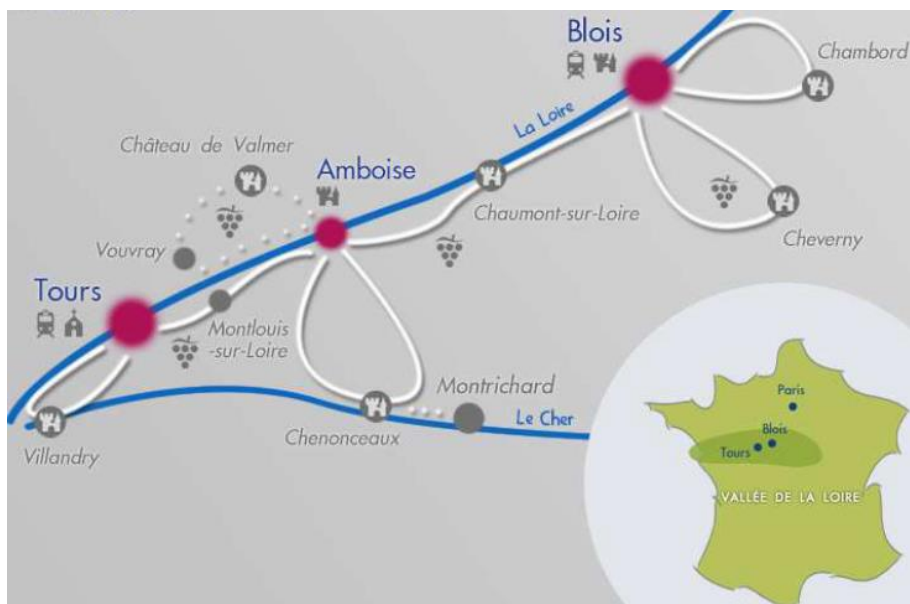 Blois
Chambord
La Loire
Château de Valmer
Amboise
Chaumont-sur-Loire
Cheverny
Vouvray
Tours
Montlouis
-sur-Loire
Montrichard
Le Cher
Chenonceaux
Villandry
Paris
Blois
Tours
VALLÉE DE LA LOIRE